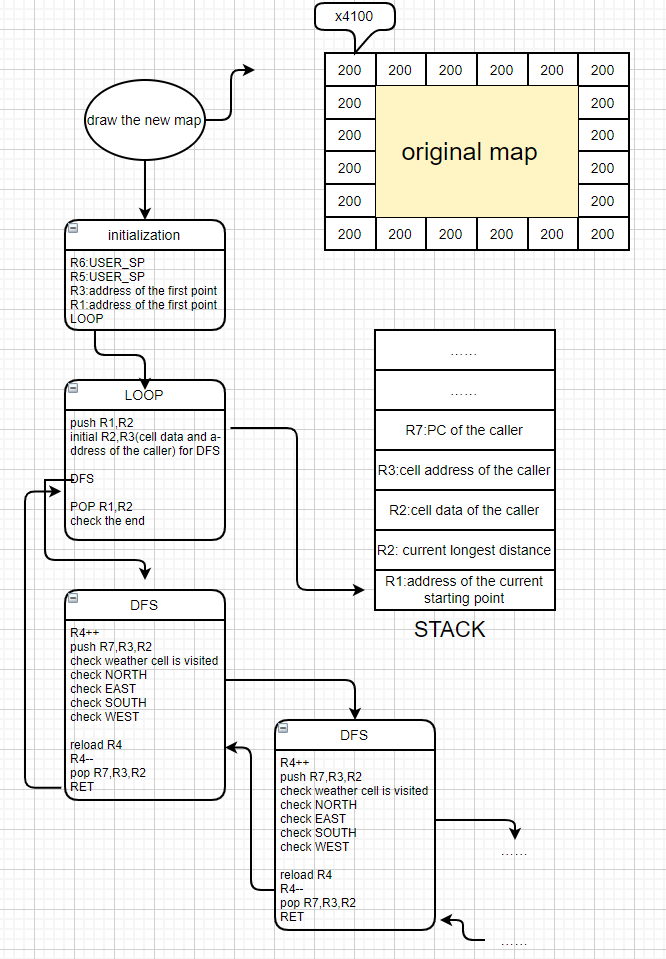 x4100
200 200 200 200 200 200
200 200
200 original map 200
200 200
200 200
200 200 200 200 200 200
draw the new map
initialization
R6:USER_SP
R5:USER_SP
R3:address of the first point
R1:address of the first point
LOOP
LOOP
push R1,R2
initial R2,R3(cell data and a-
ddress of the caller) for DFS
DFS
POP R1,R2
check the end
......
......
R7:PC of the caller
R3:cell address of the caller
R2:cell data of the caller
R2: current longest distance
R1:address of the current
starting point
STACK
DFS
R4++
push R7,R3,R2
check weather cell is visited
check NORTH
check EAST
check SOUTH
check WEST
reload R4
R4--
pop R7,R3,R2
RET
DFS
R4++
push R7,R3,R2
check weather cell is visited
check NORTH
check EAST
check SOUTH
check WEST
reload R4
R4--
pop R7,R3,R2
RET
......
......